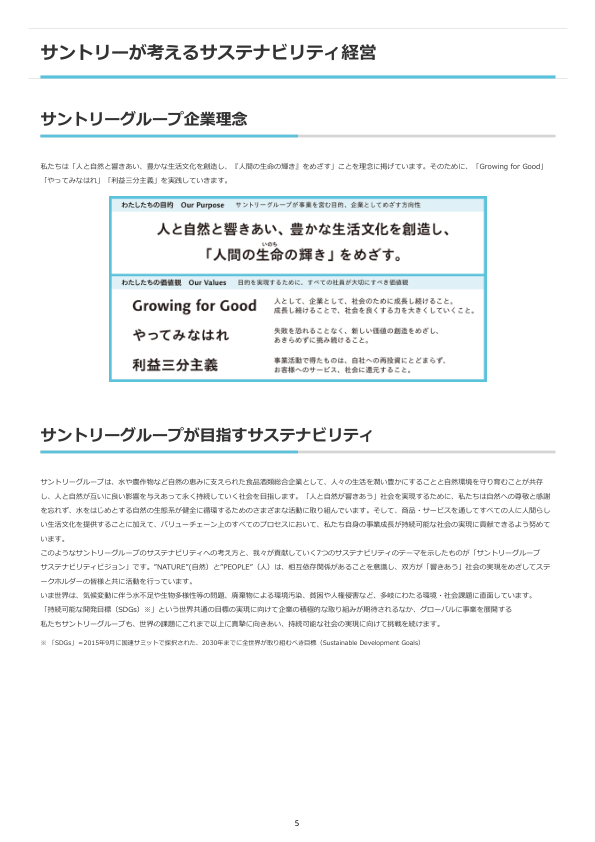 サントリーが考えるサステナビリティ経営
サントリーグループ企業理念
私たちは「人と自然と響きあい、豊かな生活文化を創造し、『人間の生命の輝き』をめざす」ことを理念に掲げています。そのために、「Growing for Good」
「やってみなはれ」「利益三分主義」を実践していきます。
わたしたちの目的 Our Purpose サントリーグループが事業を営む目的、企業としてめざす方向性
人と自然と響きあい、豊かな生活文化を創造し、
いのち
「人間の生命の輝き」をめざす。
わたしたちの価値観 Our Values 目的を実現するために、すべての社員が大切にすべき価値観
Growing for Good 人として、企業として、社会のために成長し続けること。
成長し続けることで、社会を良くする力を大きくしていくこと。
やってみなはれ 失敗を恐れることなく、新しい価値の創造をめざし、
あきらめずに挑み続けること。
利益三分主義 事業活動で得たものは、自社への再投資にとどまらず、
お客様へのサービス、社会に還元すること。
サントリーグループが目指すサステナビリティ
サントリーグループは、水や農作物など自然の恵みに支えられた食品酒類総合企業として、人々の生活を潤い豊かにすることと自然環境を守り育むことが共存
し、人と自然が互いに良い影響を与えあって永く持続していく社会を目指します。「人と自然が響きあう」社会を実現するために、私たちは自然への尊敬と感謝
を忘れず、水をはじめとする自然の生態系が健全に循環するためのさまざまな活動に取り組んでいます。そして、商品・サービスを通してすべての人に人間らし
い生活文化を提供することに加えて、バリューチェーン上のすべてのプロセスにおいて、私たち自身の事業成長が持続可能な社会の実現に貢献できるよう努めて
います。
このようなサントリーグループのサステナビリティへの考え方と、我々が貢献していく7つのサステナビリティのテーマを示したものが「サントリーグループ
サステナビリティビジョン」です。"NATURE"(自然）と"PEOPLE"（人）は、相互依存関係があることを意識し、双方が「響きあう」社会の実現をめざしてステ
ークホルダーの皆様と共に活動を行っています。
いま世界は、気候変動に伴う水不足や生物多様性等の問題、廃棄物による環境汚染、貧困や人権侵害など、多岐にわたる環境・社会課題に直面しています。
「持続可能な開発目標（SDGs）※」という世界共通の目標の実現に向けて企業の積極的な取り組みが期待されるなか、グローバルに事業を展開する
私たちサントリーグループも、世界の課題にこれまで以上に真摯に向きあい、持続可能な社会の実現に向けて挑戦を続けます。
※ 「SDGs」＝2015年9月に国連サミットで採択された、2030年までに全世界が取り組むべき目標（Sustainable Development Goals）
5